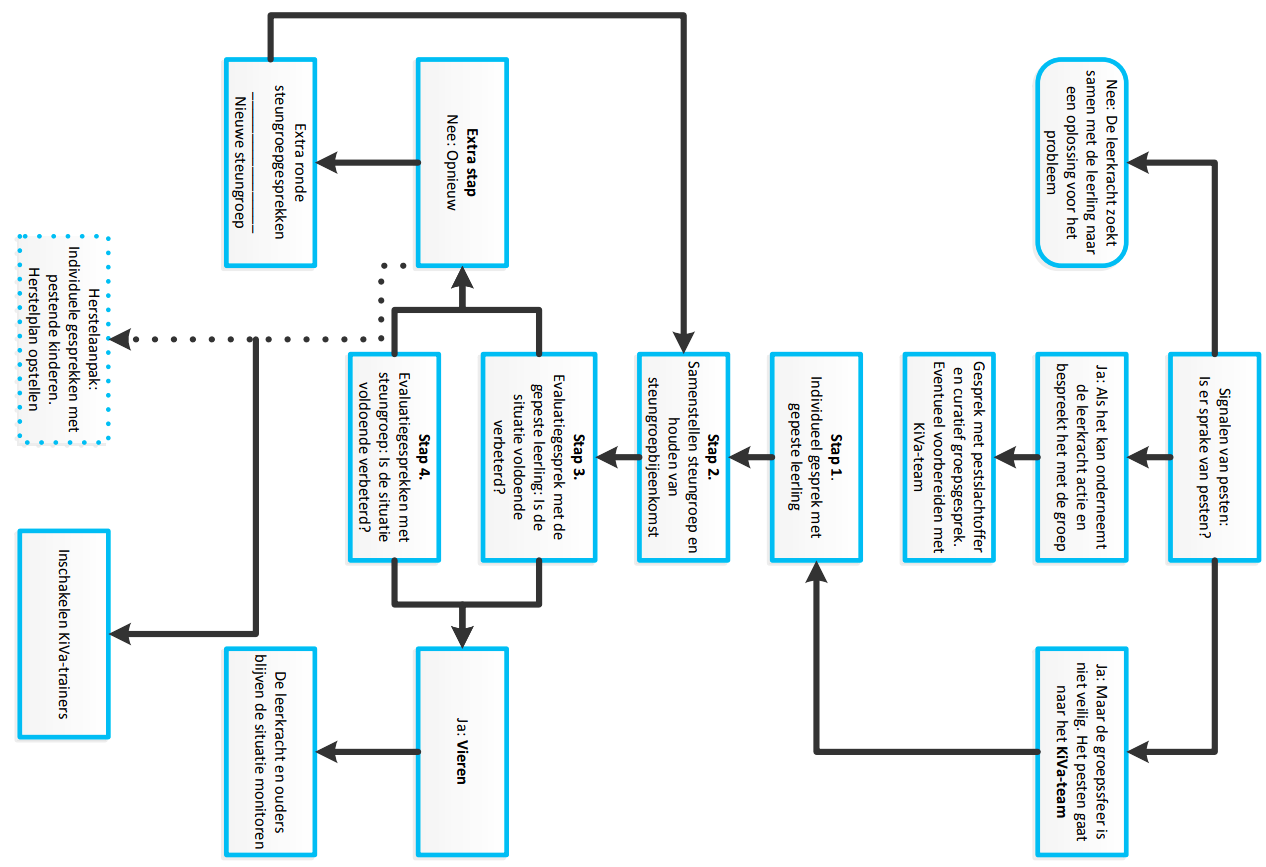 Signalen van pesten:
Is er sprake van pesten?
Nee: De leerkracht zoekt
samen met de leerling naar
een oplossing voor het
probleem
Ja: Als het kan onderneemt
de leerkracht actie en
bespreekt het met de groep
Ja: Maar de groepssfeer is
niet veilig. Het pesten gaat
naar het KiVa-team
Gesprek met pestslachtoffer
en curatief groepsgesprek.
Eventueel voorbereiden met
KiVa-team
Stap 1.
Individueel gesprek met
gepeste leerling
Stap 2.
Samenstellen steungroep en
houden van
steungroepbijeenkomst
Stap 3.
Evaluatiegesprek met de
gepeste leerling: Is de
situatie voldoende
verbeterd?
Stap 4.
Evaluatiegesprekken met
steungroep: Is de situatie
voldoende verbeterd?
Extra stap
Nee: Opnieuw
Ja: Vieren
Extra ronde
steungroepgesprekken
Nieuwe steungroep
De leerkracht en ouders
blijven de situatie monitoren
Herstelaanpak:
Individuele gesprekken met
pestende kinderen.
Herstelplan opstellen
Inschakelen KiVa-trainers